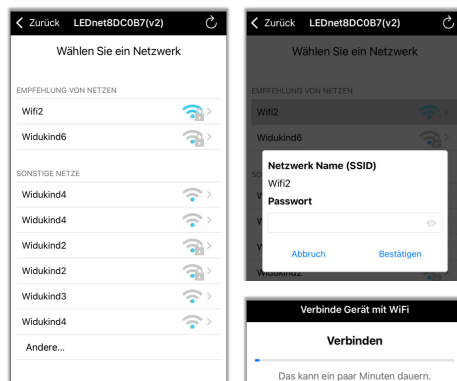 Zurück LEDnet8DC0B7(v2)
Wählen Sie ein Netzwerk
EMPFEHLUNG VON NETZEN
Wifi2
Widukind6
SONSTIGE NETZE
Widukind4
Widukind4
Widukind2
Widukind2
Widukind3
Widukind4
Andere...
Zurück LEDnet8DC0B7(v2)
Wählen Sie ein Netzwerk
EMPFEHLUNG VON NETZEN
Wifi2
Widukind6
SO
Netzwerk Name (SSID)
Wifi2
Passwort
Abbruch Bestätigen
Widukind2
Verbinde Gerät mit WiFi
Verbinden
Das kann ein paar Minuten dauern.